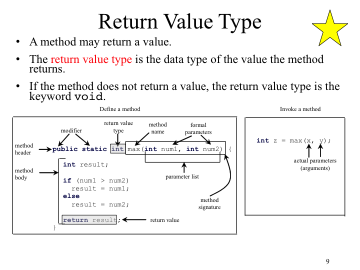 Return Value Type
• A method may return a value.
• The return value type is the data type of the value the method
returns.
• If the method does not return a value, the return value type is the
keyword void.
Define a method
Invoke a method
modifier
return value
type
method
name
formal
parameters
method
header
public static int max(int num1, int num2) {
method
body
int result;
if (num1 > num2)
result = num1;
else
result = num2;
return result;
}
parameter list
method
signature
return value
int z = max(x, y);
actual parameters
(arguments)
9